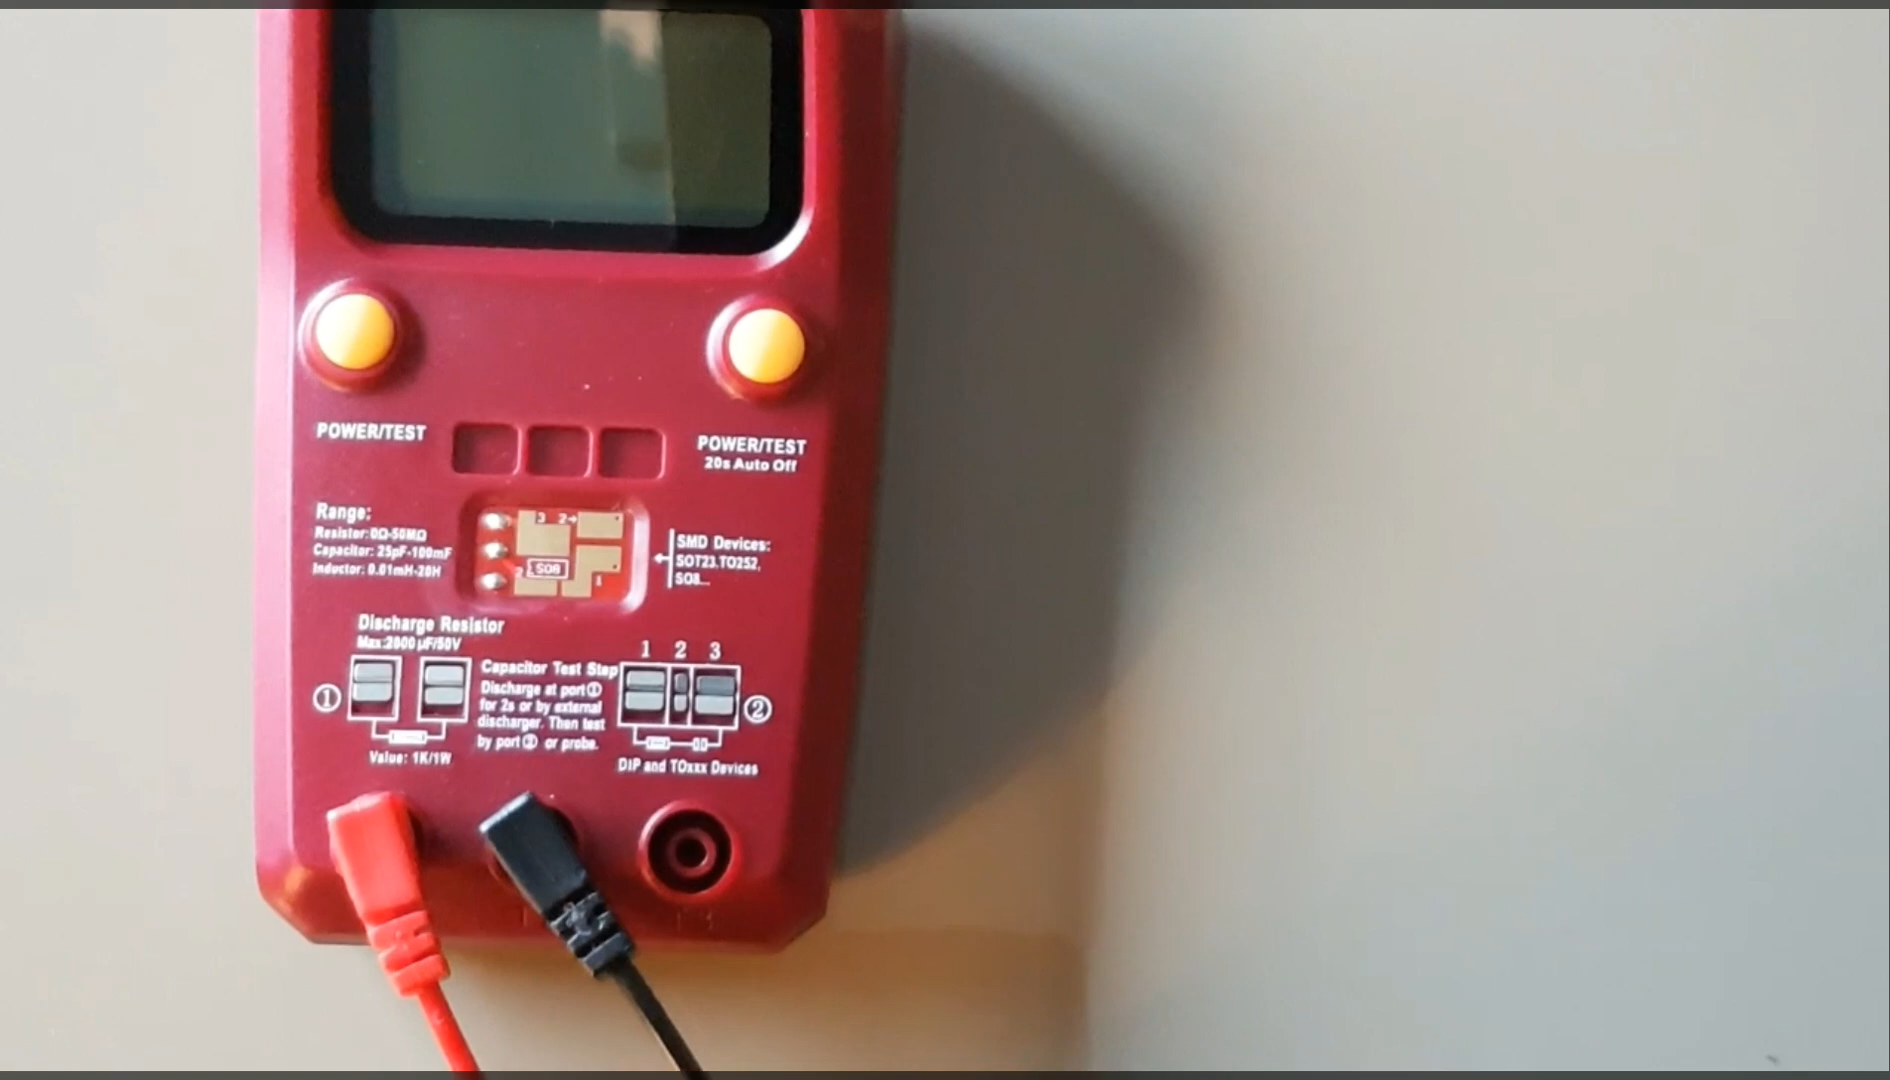 POWER/TEST
POWER/TEST
20s Auto Off
Range:
Resistor: 0Ω-50MΩ
Capacitor: 25pF-100mF
Inductor: 0.01mH-20H
3 2
2 SO8 1
SMD Devices:
SOT23.TO252,
SO8...
Discharge Resistor
Max:2000µF/50V
①
Value: 1K/1W
Capacitor Test Step
Discharge at port①
for 2s or by external
discharger. Then test
by port② or probe.
1 2 3
②
DIP and TOxxx Devices